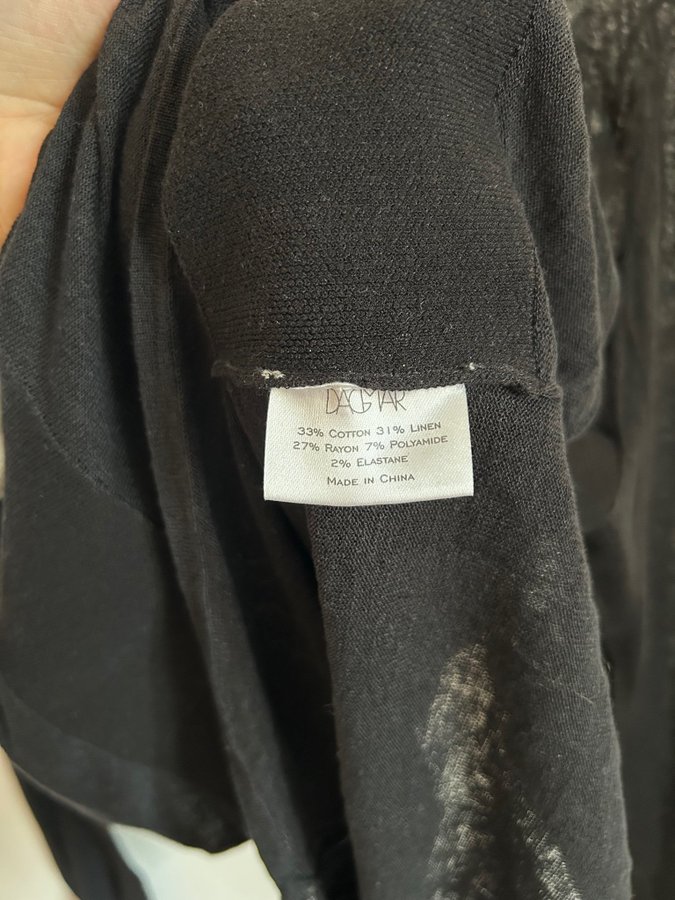 DAGMAR
33% COTTON 31% LINEN
27% RAYON 7% POLYAMIDE
2% ELASTANE
MADE IN CHINA